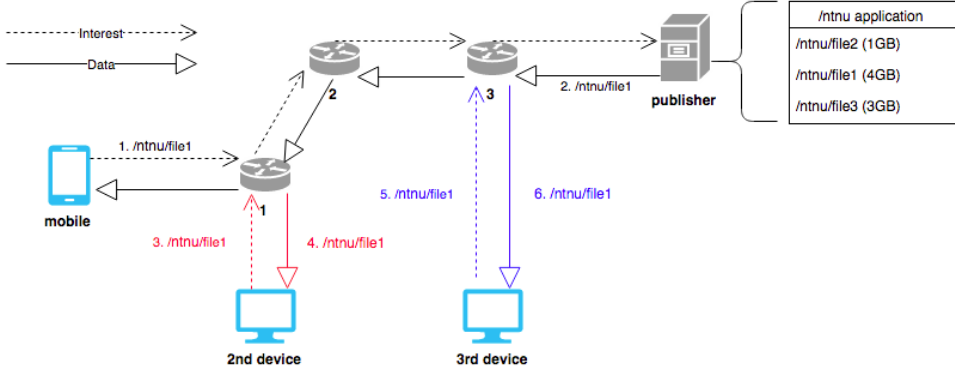 Interest
Data
/ntnu application
/ntnu/file2 (1GB)
/ntnu/file1 (4GB)
/ntnu/file3 (3GB)
2
3
2. /ntnu/file1
publisher
1. /ntnu/file1
mobile
1
3. /ntnu/file1
4. /ntnu/file1
5. /ntnu/file1
6. /ntnu/file1
2nd device
3rd device